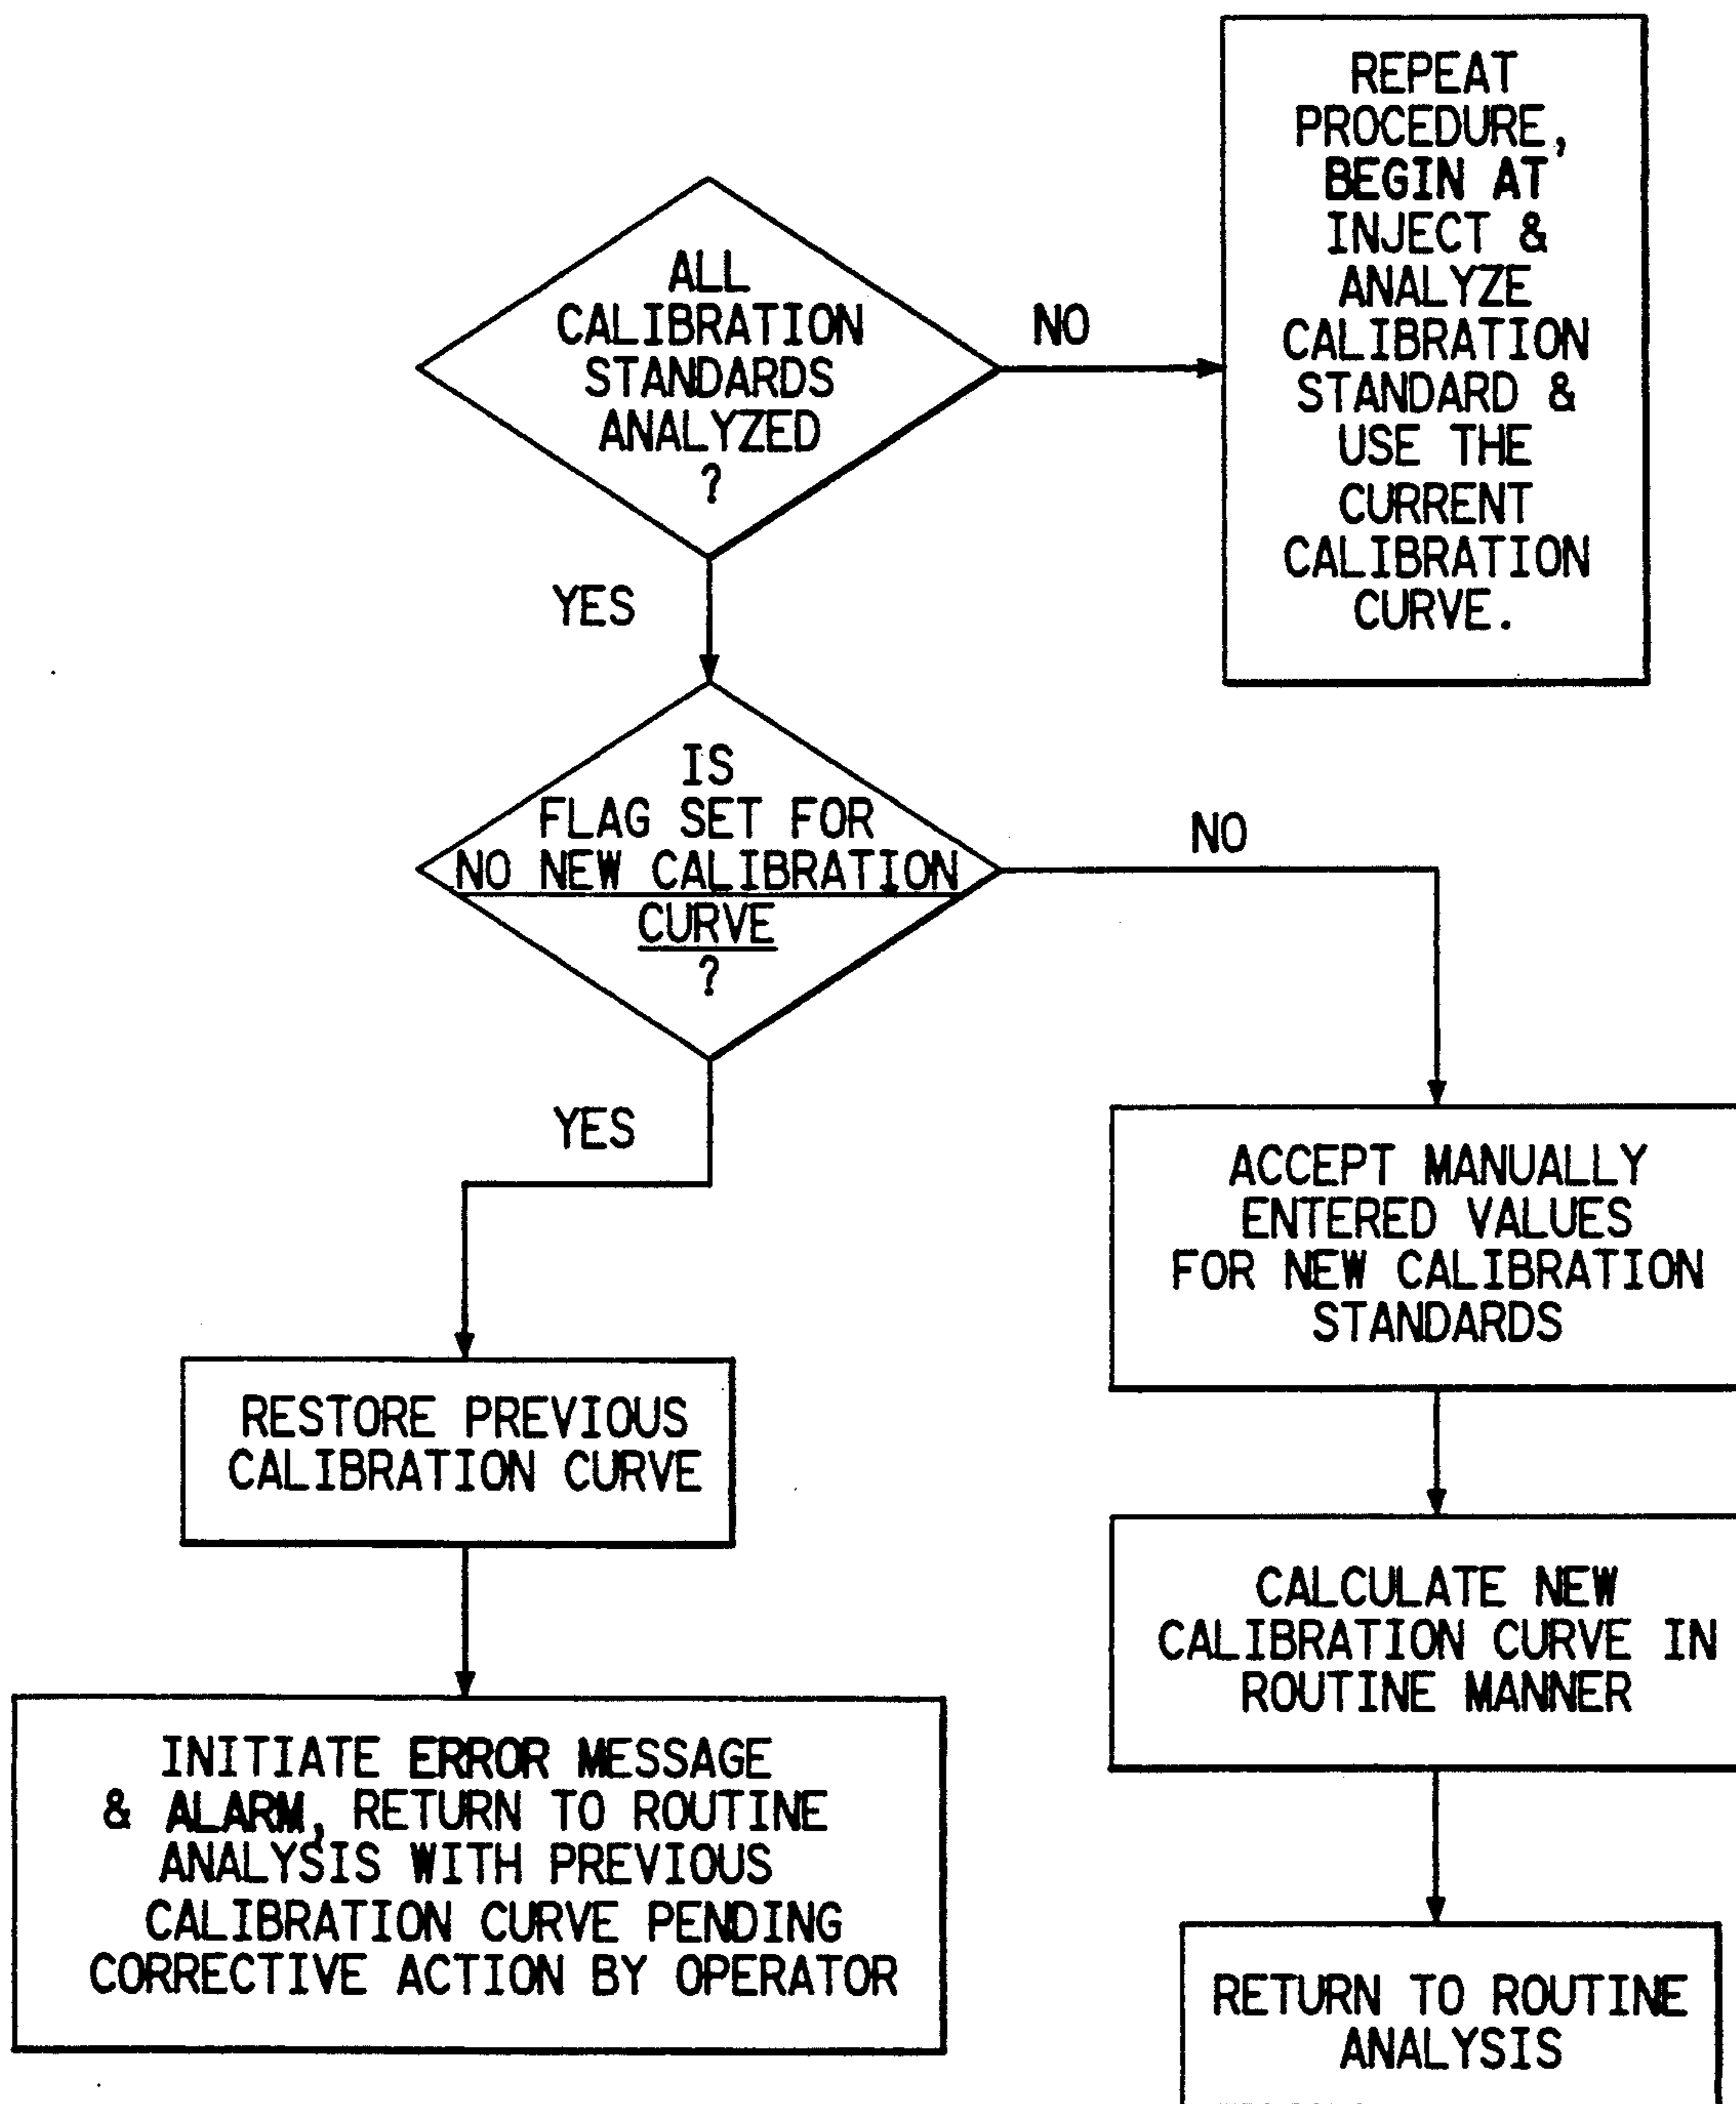 ALL
CALIBRATION
STANDARDS
ANALYZED
?
NO
REPEAT
PROCEDURE,
BEGIN AT
INJECT &
ANALYZE
CALIBRATION
STANDARD &
USE THE
CURRENT
CALIBRATION
CURVE.
YES
IS
FLAG SET FOR
NO NEW CALIBRATION
CURVE
?
NO
YES
ACCEPT MANUALLY
ENTERED VALUES
FOR NEW CALIBRATION
STANDARDS
RESTORE PREVIOUS
CALIBRATION CURVE
CALCULATE NEW
CALIBRATION CURVE IN
ROUTINE MANNER
INITIATE ERROR MESSAGE
& ALARM, RETURN TO ROUTINE
ANALYSIS WITH PREVIOUS
CALIBRATION CURVE PENDING
CORRECTIVE ACTION BY OPERATOR
RETURN TO ROUTINE
ANALYSIS